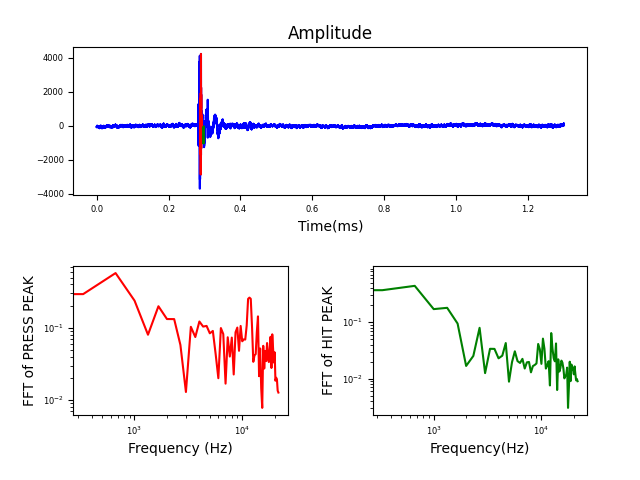 Amplitude
4000
2000
0
−2000
−4000
0.0 0.2 0.4 0.6 0.8 1.0 1.2
Time(ms)
FFT of PRESS PEAK
10⁻¹
10⁻²
10³ 10⁴
Frequency (Hz)
FFT of HIT PEAK
10⁻¹
10⁻²
10³ 10⁴
Frequency(Hz)